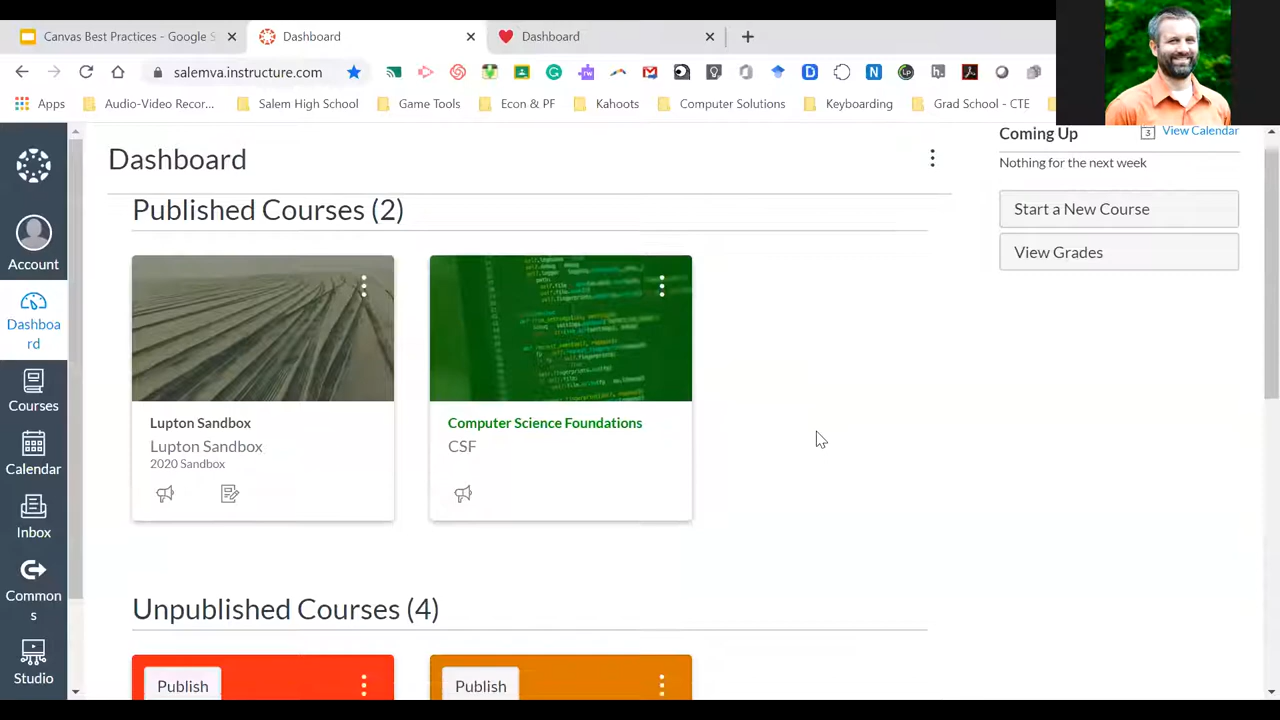 Canvas Best Practices - Google S
Dashboard
Dashboard
salemva.instructure.com
Apps
Audio-Video Recor...
Salem High School
Game Tools
Econ & PF
Kahoots
Computer Solutions
Keyboarding
Grad School - CTE
Account
Dashboa
rd
Courses
Calendar
Inbox
Common
s
Studio
Dashboard
Published Courses (2)
Lupton Sandbox
Lupton Sandbox
2020 Sandbox
Computer Science Foundations
CSF
Unpublished Courses (4)
Publish
Publish
Coming Up
3
View Calendar
Nothing for the next week
Start a New Course
View Grades